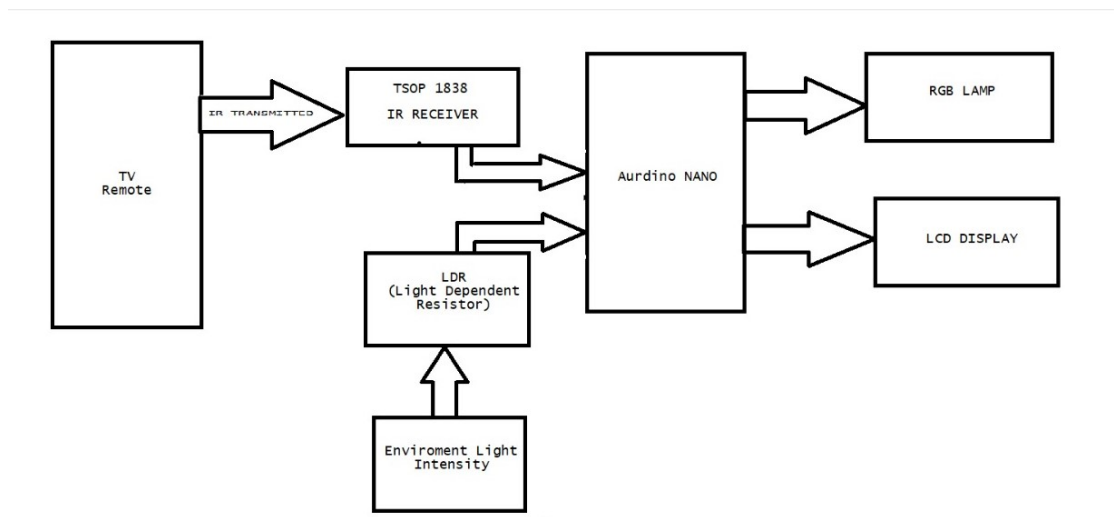 TV
Remote
IR TRANSMITTED
TSOP 1838
IR RECEIVER
LDR
(Light Dependent
Resistor)
Enviroment Light
Intensity
Aurdino NANO
RGB LAMP
LCD DISPLAY